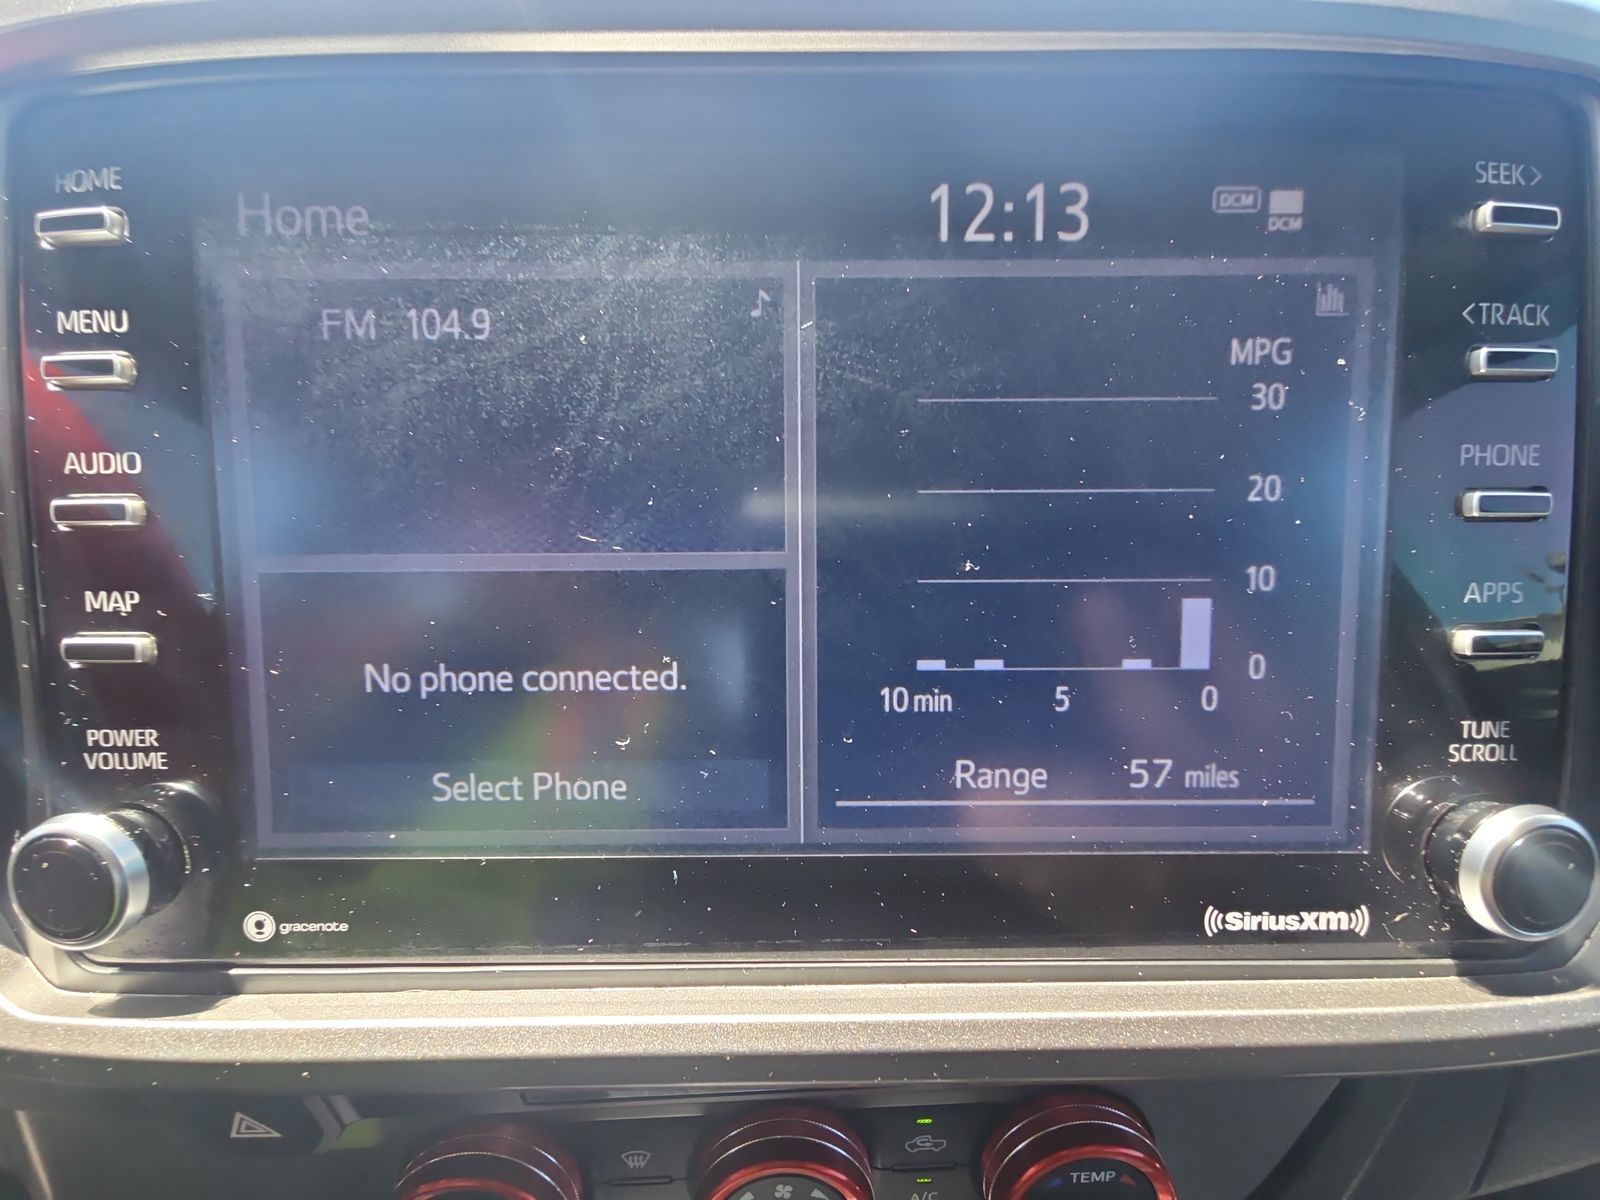 HOME
MENU
AUDIO
MAP
POWER
VOLUME
Home
12:13
DCM
DCM
FM 104.9
No phone connected.
Select Phone
MPG
30
20
10
0
10 min 5 0
Range 57 miles
SEEK >
< TRACK
PHONE
APPS
TUNE
SCROLL
gracenote
SiriusXM
TEMP
A/C